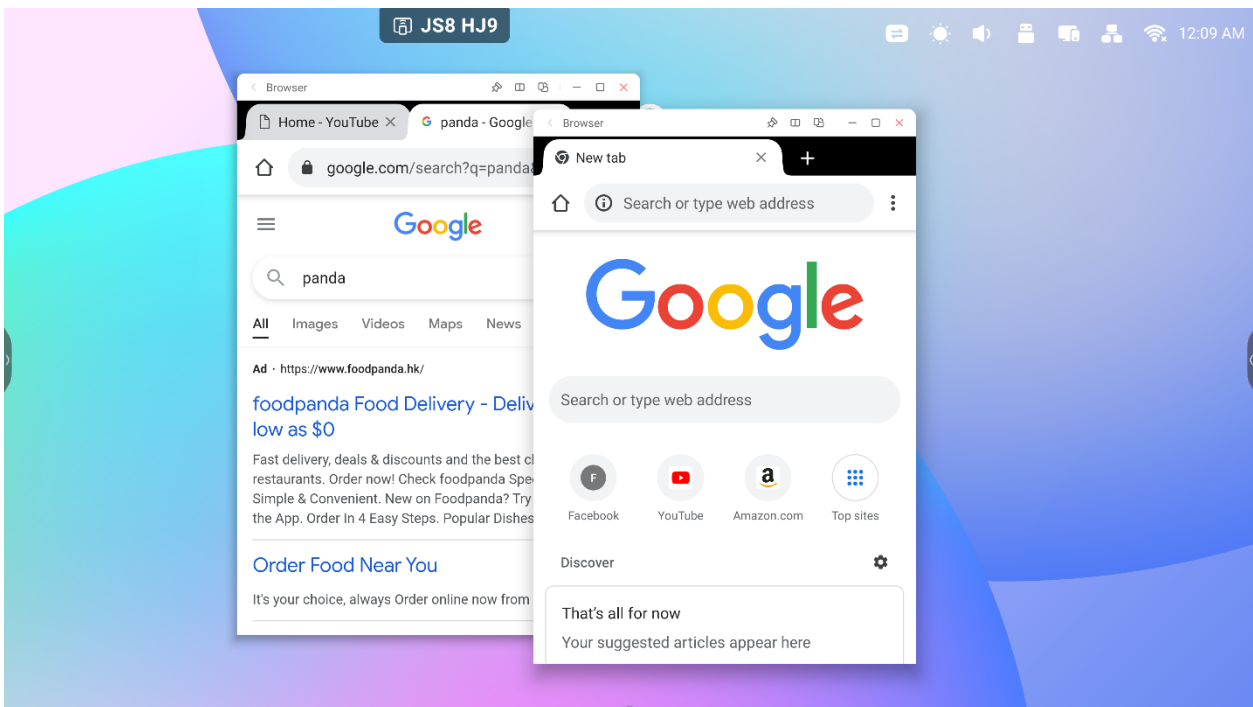 JS8 HJ9
12:09 AM
Browser
Home - YouTube
panda - Google
google.com/search?q=panda
Google
panda
All Images Videos Maps News
Ad · https://www.foodpanda.hk/
foodpanda Food Delivery - Deliv
low as $0
Fast delivery, deals & discounts and the best cl
restaurants. Order now! Check foodpanda Spe
Simple & Convenient. New on Foodpanda? Try
the App. Order In 4 Easy Steps. Popular Dishes
Order Food Near You
It's your choice, always Order online now from
Browser
New tab
Search or type web address
Google
Search or type web address
F
Facebook YouTube Amazon.com Top sites
Discover
That's all for now
Your suggested articles appear here